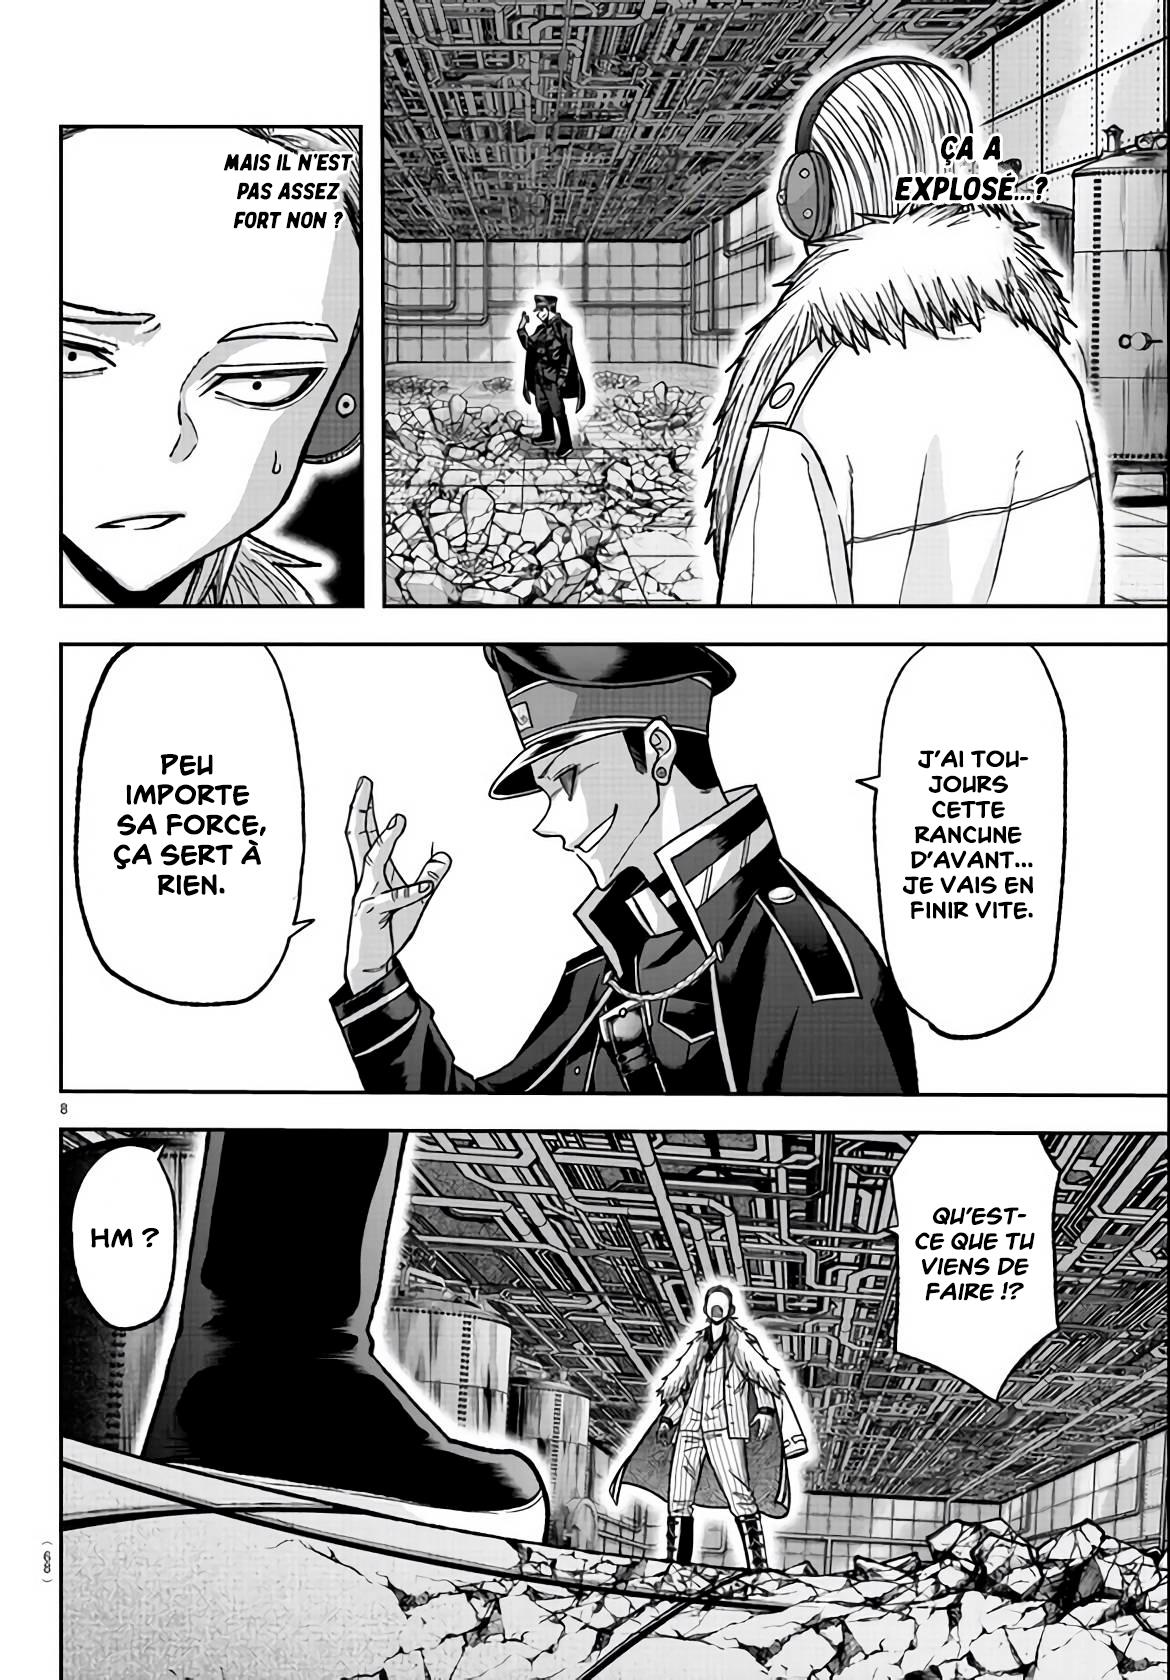 ÇA A
EXPLOSÉ...?
MAIS IL N'EST
PAS ASSEZ
FORT NON ?
J'AI TOU-
JOURS
CETTE
RANCUNE
D'AVANT...
JE VAIS EN
FINIR VITE.
PEU
IMPORTE
SA FORCE,
ÇA SERT À
RIEN.
8
QU'EST-
CE QUE TU
VIENS DE
FAIRE !?
HM ?